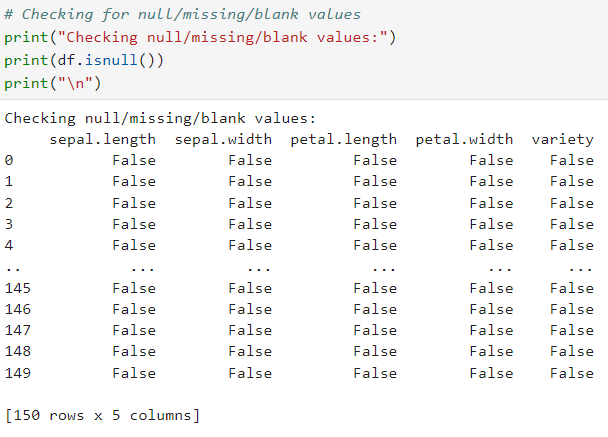 # Checking for null/missing/blank values
print("Checking null/missing/blank values:")
print(df.isnull())
print("\n")
Checking null/missing/blank values:
     sepal.length  sepal.width  petal.length  petal.width  variety
0           False        False         False        False    False
1           False        False         False        False    False
2           False        False         False        False    False
3           False        False         False        False    False
4           False        False         False        False    False
..            ...          ...           ...          ...      ...
145         False        False         False        False    False
146         False        False         False        False    False
147         False        False         False        False    False
148         False        False         False        False    False
149         False        False         False        False    False
[150 rows x 5 columns]